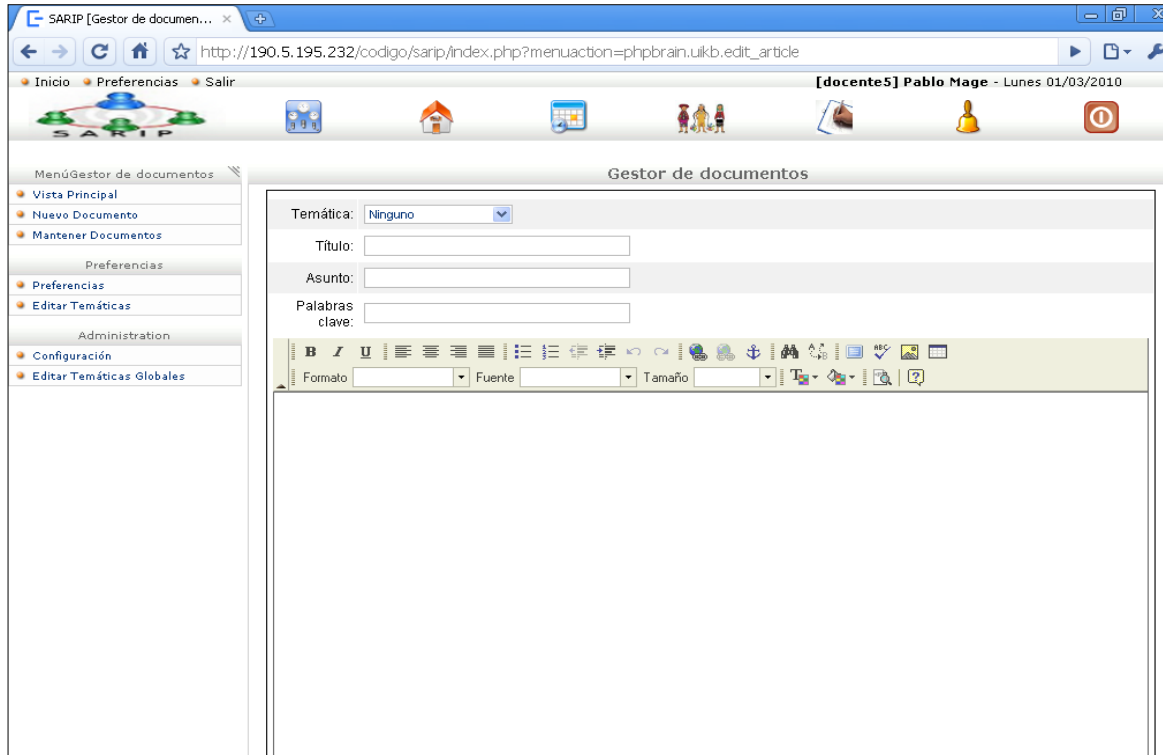 SARIP [Gestor de documen...
http://190.5.195.232/codigo/sarip/index.php?menuaction=phpbrain.uikb.edit_article
Inicio Preferencias Salir
[docente5] Pablo Mage - Lunes 01/03/2010
SARIP
MenúGestor de documentos
Vista Principal
Nuevo Documento
Mantener Documentos
Preferencias
Preferencias
Editar Temáticas
Administration
Configuración
Editar Temáticas Globales
Gestor de documentos
Temática: Ninguno
Título:
Asunto:
Palabras
clave:
B I U
Formato Fuente Tamaño